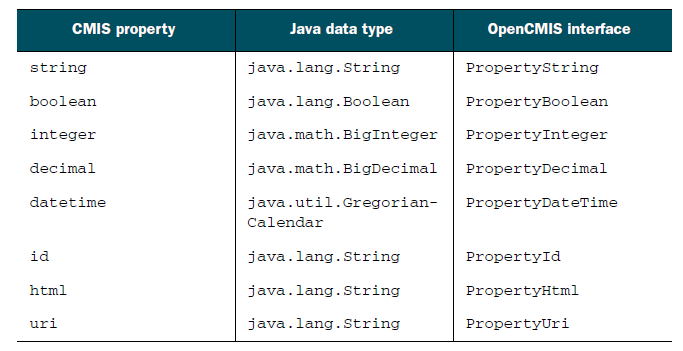 CMIS property Java data type OpenCMIS interface
string java.lang.String PropertyString
boolean java.lang.Boolean PropertyBoolean
integer java.math.BigInteger PropertyInteger
decimal java.math.BigDecimal PropertyDecimal
datetime java.util.Gregorian- PropertyDateTime
Calendar
id java.lang.String PropertyId
html java.lang.String PropertyHtml
uri java.lang.String PropertyUri